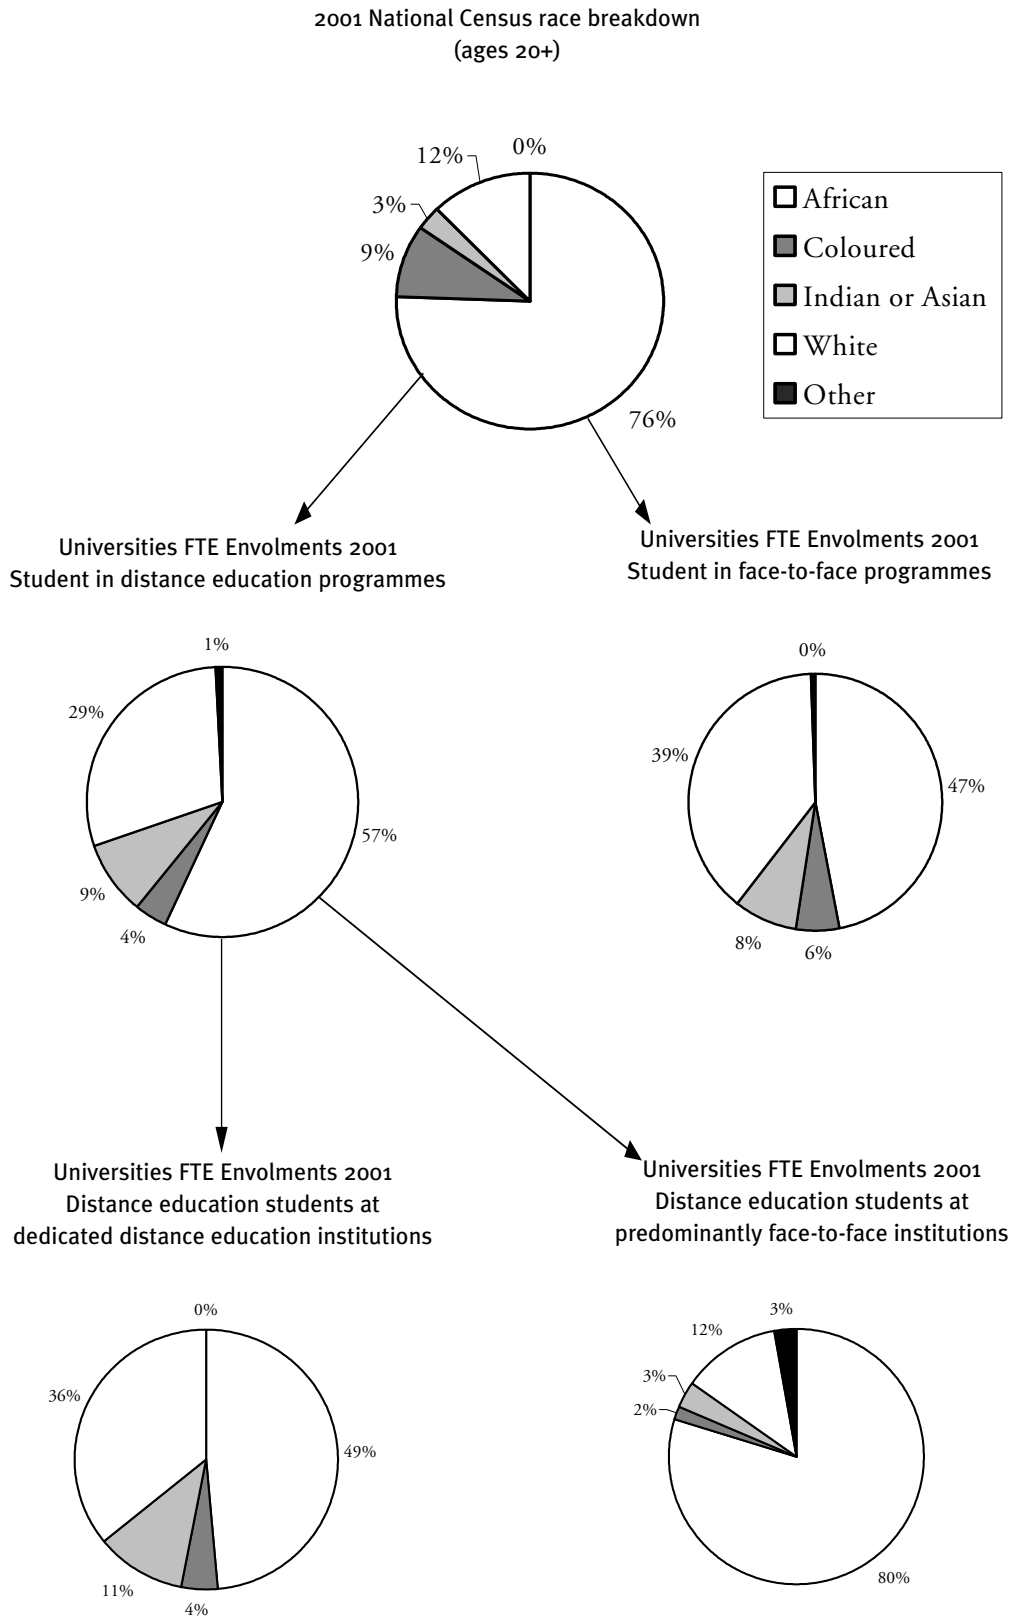 2001 National Census race breakdown
(ages 20+)
0%
12%
3%
9%
76%
African
Coloured
Indian or Asian
White
Other
Universities FTE Envolments 2001
Student in distance education programmes
Universities FTE Envolments 2001
Student in face-to-face programmes
1%
29%
57%
9%
4%
0%
39%
47%
8%
6%
Universities FTE Envolments 2001
Distance education students at
dedicated distance education institutions
Universities FTE Envolments 2001
Distance education students at
predominantly face-to-face institutions
0%
36%
49%
11%
4%
3%
12%
3%
2%
80%